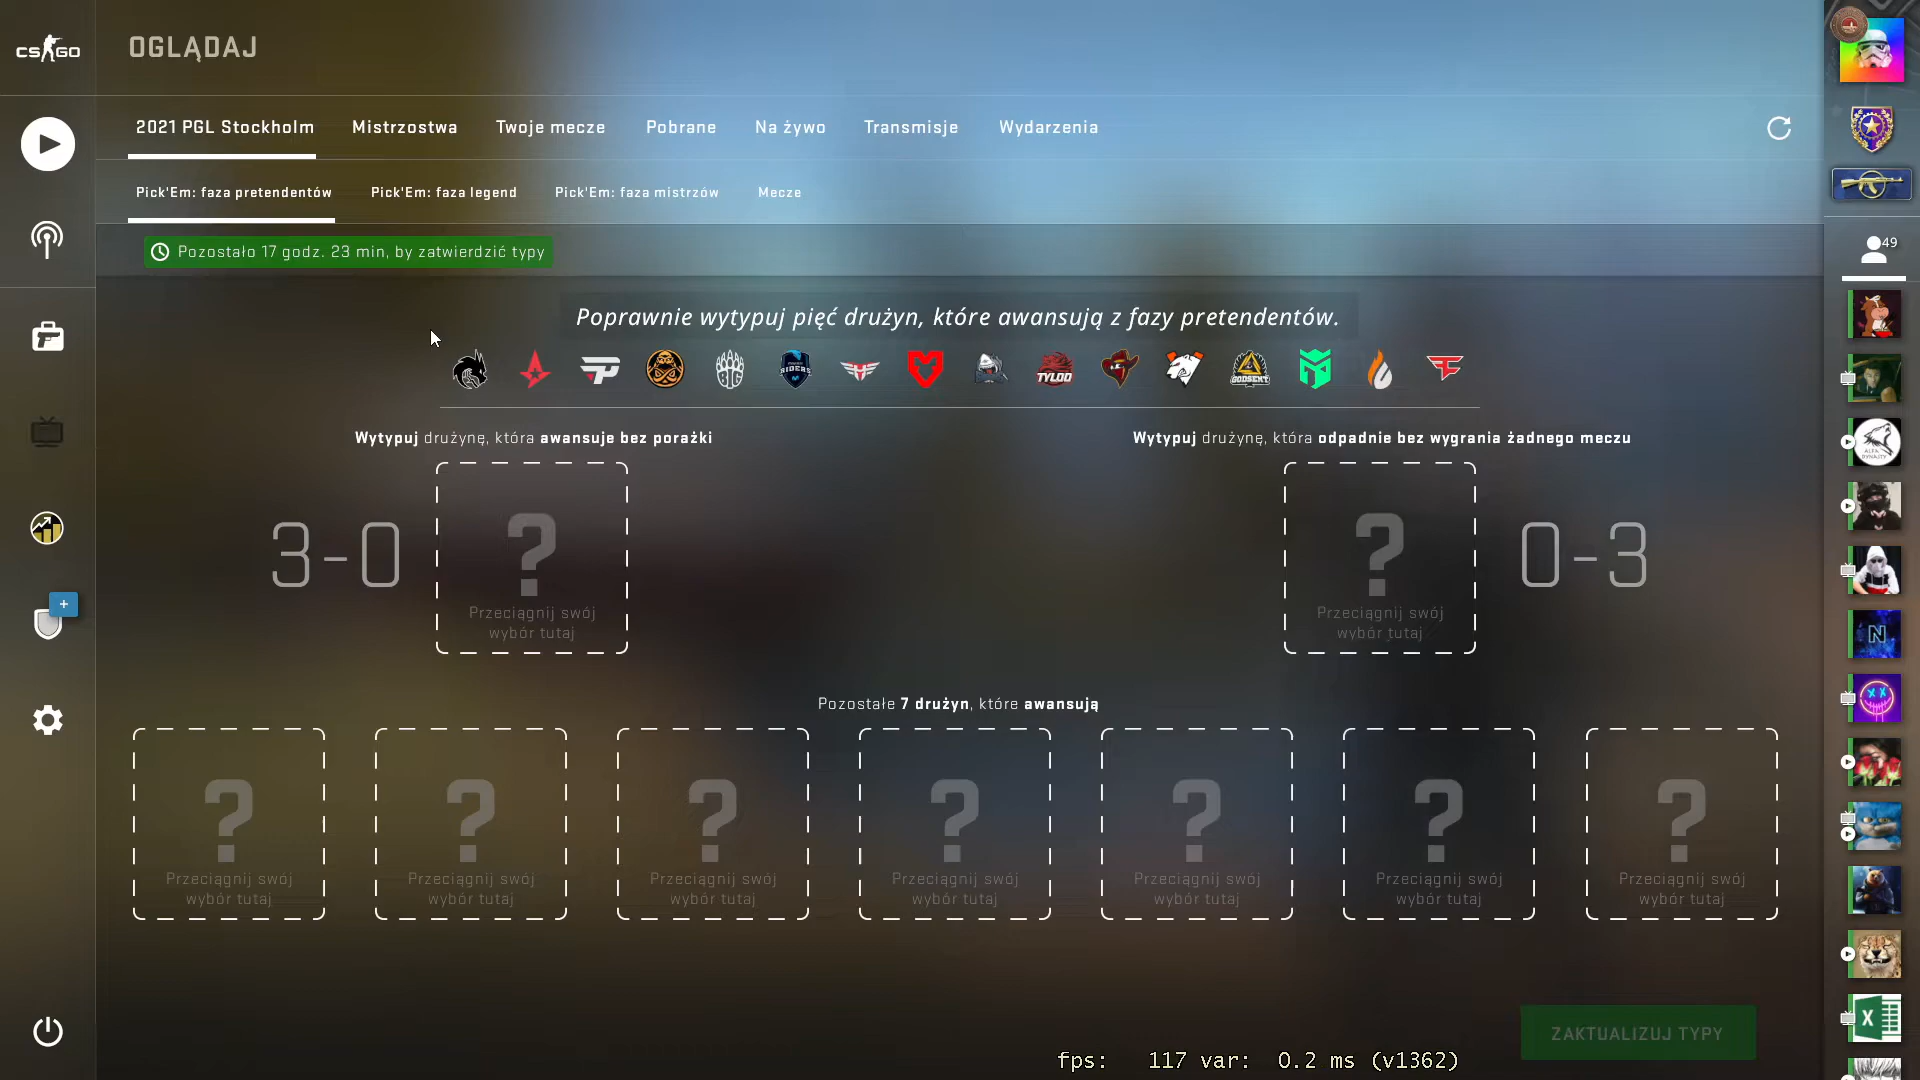 CS GO
OGLĄDAJ
2021 PGL Stockholm
Mistrzostwa
Twoje mecze
Pobrane
Na żywo
Transmisje
Wydarzenia
Pick'Em: faza pretendentów
Pick'Em: faza legend
Pick'Em: faza mistrzów
Mecze
49
Pozostało 17 godz. 23 min, by zatwierdzić typy
Poprawnie wytypuj pięć drużyn, które awansują z fazy pretendentów.
RIDERS
TYLOO
GODSENT
Wytypuj drużynę, która awansuje bez porażki
Wytypuj drużynę, która odpadnie bez wygrania żadnego meczu
3-0
?
Przeciągnij swój
wybór tutaj
?
Przeciągnij swój
wybór tutaj
0-3
+
Pozostałe 7 drużyn, które awansują
?
Przeciągnij swój
wybór tutaj
?
Przeciągnij swój
wybór tutaj
?
Przeciągnij swój
wybór tutaj
?
Przeciągnij swój
wybór tutaj
?
Przeciągnij swój
wybór tutaj
?
Przeciągnij swój
wybór tutaj
?
Przeciągnij swój
wybór tutaj
ALFA
DYNASTY
N
X
ZAKTUALIZUJ TYPY
fps: 117 var: 0.2 ms (v1362)